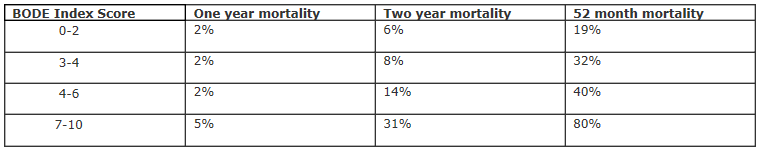 BODE Index Score One year mortality Two year mortality 52 month mortality
0-2 2% 6% 19%
3-4 2% 8% 32%
4-6 2% 14% 40%
7-10 5% 31% 80%